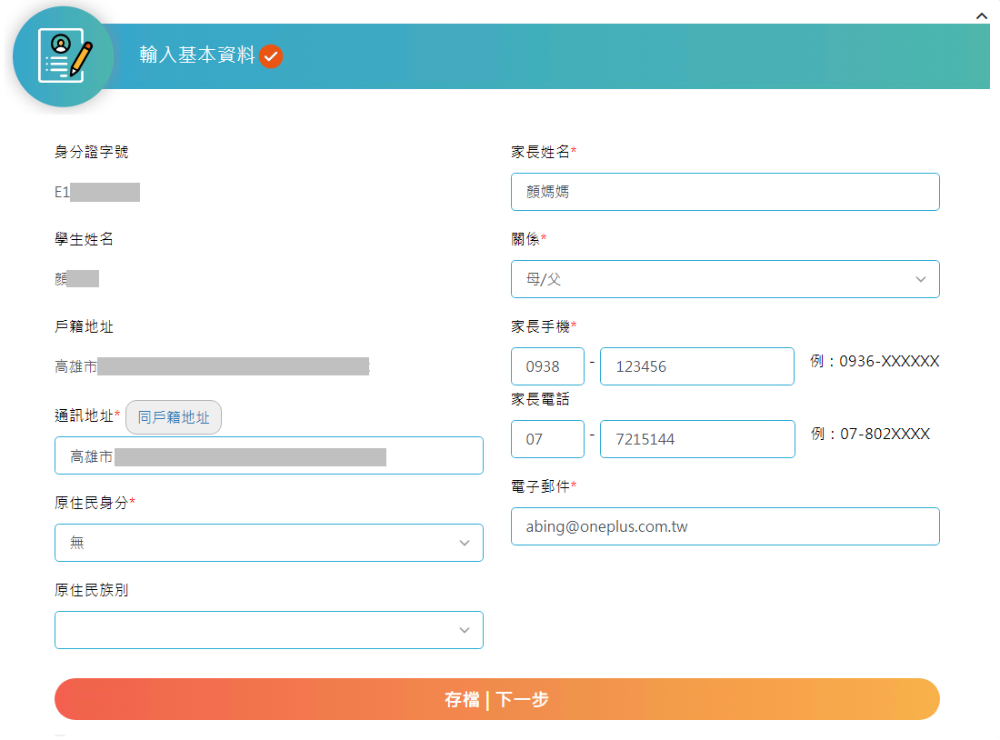 輸入基本資料
身分證字號
E1
學生姓名
顏
戶籍地址
高雄市
通訊地址* 同戶籍地址
高雄市
原住民身分*
無
原住民族別
家長姓名*
顏媽媽
關係*
母/父
家長手機*
0938 - 123456 例：0936-XXXXXX
家長電話
07 - 7215144 例：07-802XXXX
電子郵件*
abing@oneplus.com.tw
存檔 | 下一步